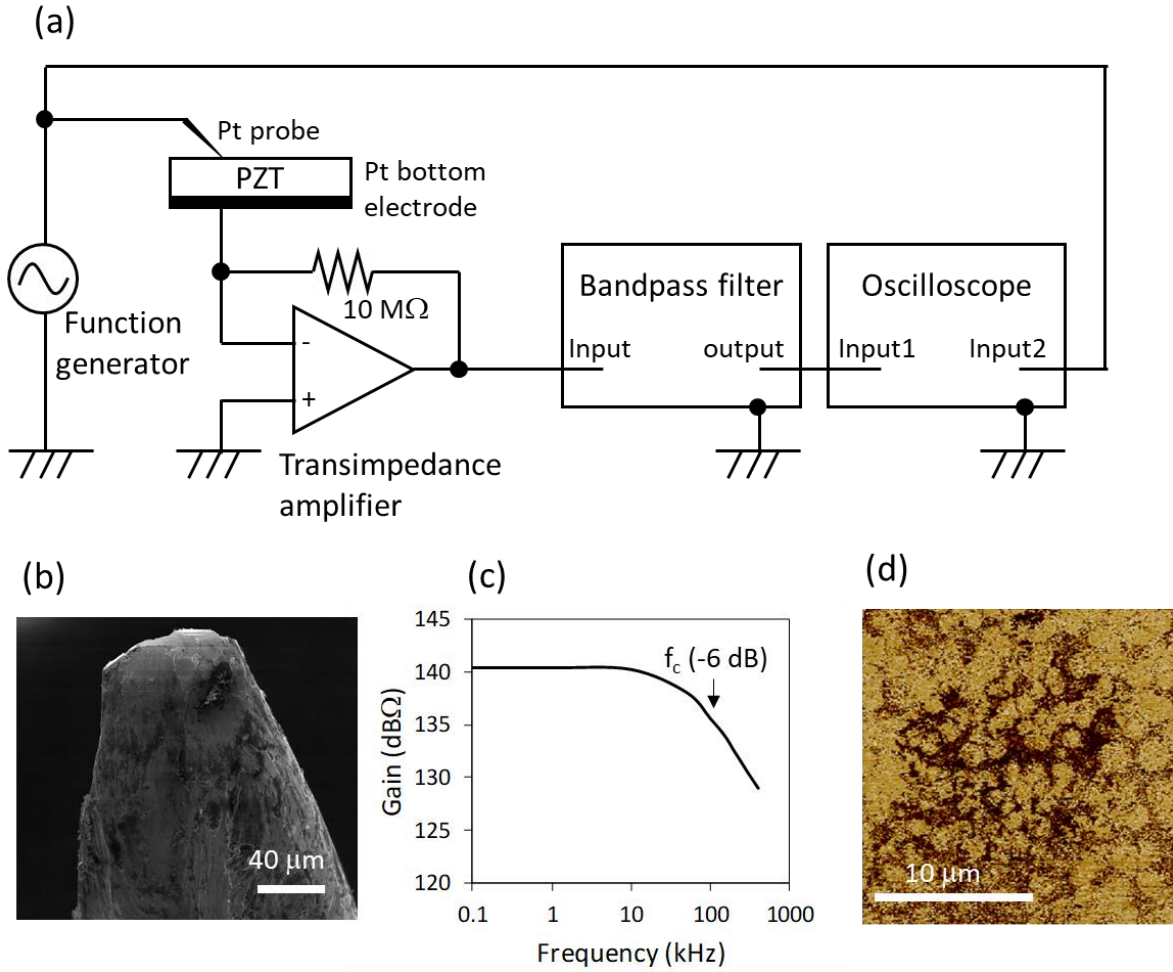 (a)
Pt probe
PZT
Pt bottom
electrode
Function
generator
10 MΩ
-
+
Transimpedance
amplifier
Bandpass filter
Input
output
Oscilloscope
Input1
Input2
(b)
40 μm
(c)
Gain (dBΩ)
145
140
135
130
125
120
f_c (-6 dB)
0.1
1
10
100
1000
Frequency (kHz)
(d)
10 μm